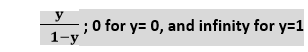 y
1-y ; 0 for y= 0, and infinity for y=1